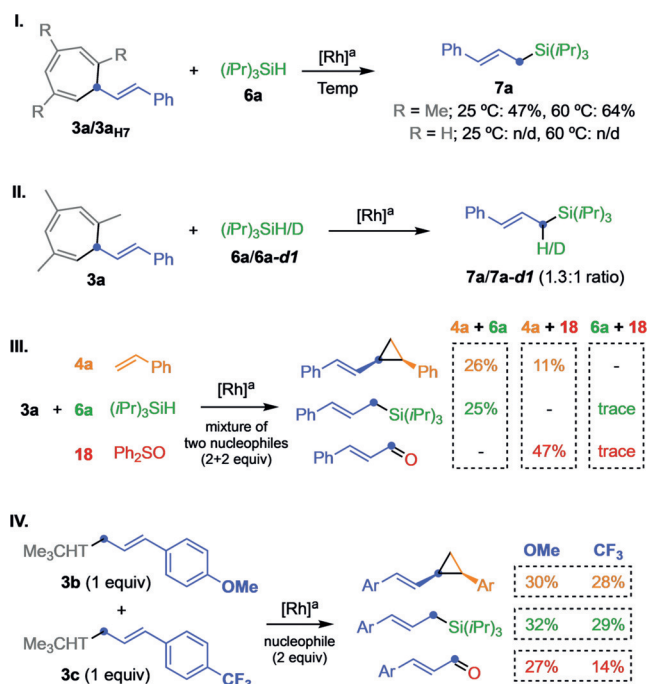 I.
R
R
R
3a/3aH7
Ph
+
(iPr)3SiH
6a
[Rh]a
Temp
Ph
Si(iPr)3
7a
R = Me; 25 ºC: 47%, 60 ºC: 64%
R = H; 25 ºC: n/d, 60 ºC: n/d
II.
Ph
3a
+
(iPr)3SiH/D
6a/6a-d1
[Rh]a
Ph
Si(iPr)3
H/D
7a/7a-d1 (1.3:1 ratio)
III.
4a + 6a 4a + 18 6a + 18
4a Ph
3a + 6a (iPr)3SiH
18 Ph2SO
[Rh]a
mixture of
two nucleophiles
(2+2 equiv)
Ph Ph 26% 11% -
Ph Si(iPr)3 25% - trace
Ph O - 47% trace
IV.
Me3CHT
OMe
3b (1 equiv)
+
Me3CHT
CF3
3c (1 equiv)
[Rh]a
nucleophile
(2 equiv)
OMe CF3
Ar Ar 30% 28%
Ar Si(iPr)3 32% 29%
Ar O 27% 14%